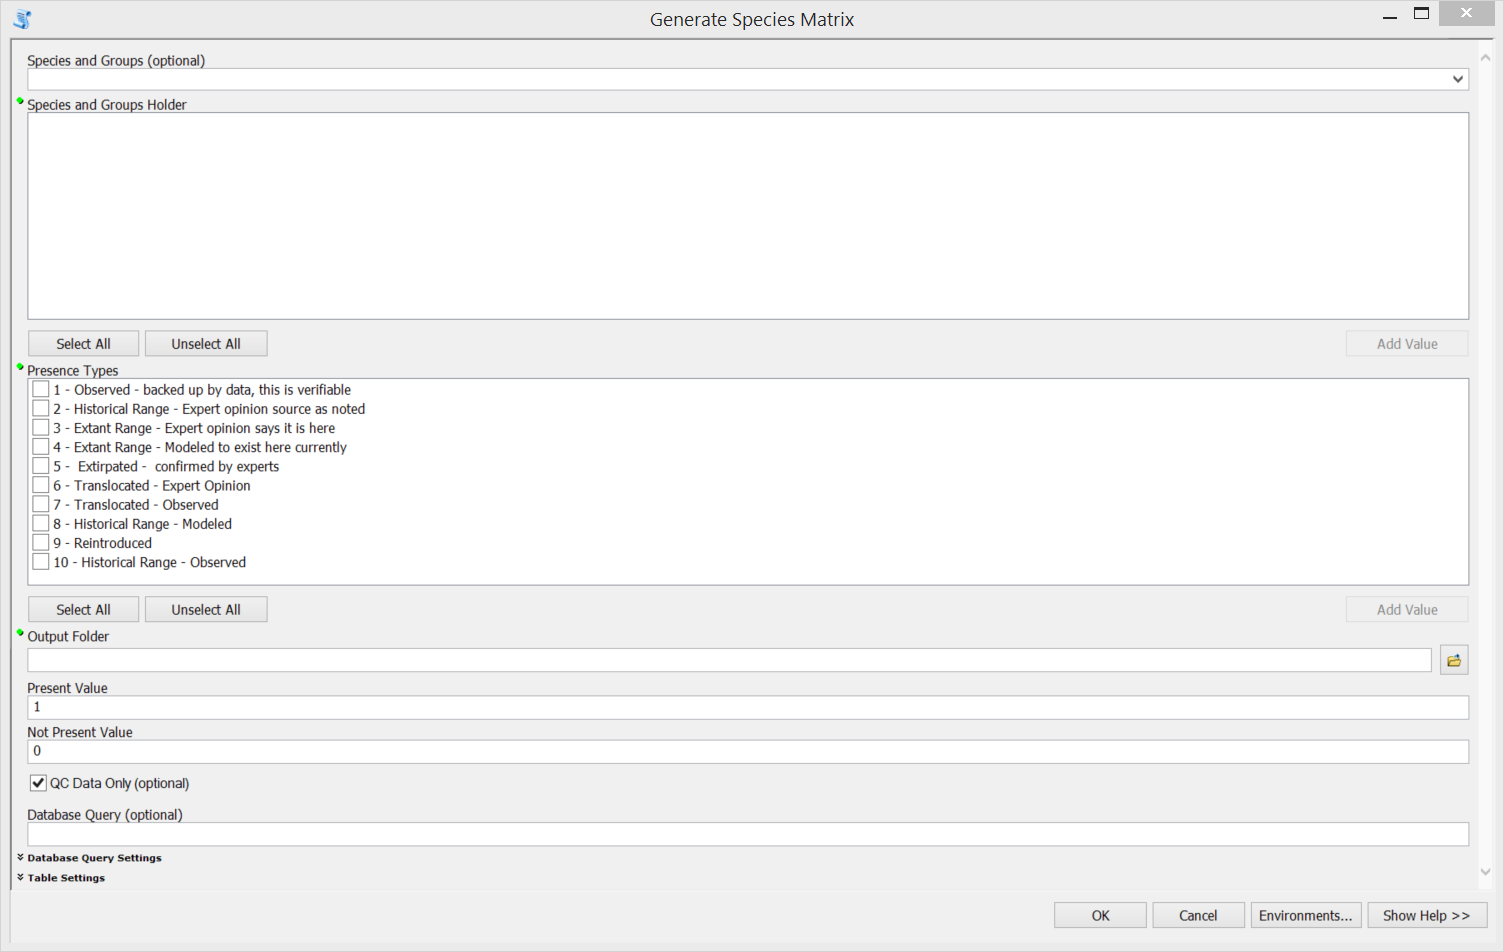 Generate Species Matrix
Species and Groups (optional)
Species and Groups Holder
Select All
Unselect All
Add Value
Presence Types
1 - Observed - backed up by data, this is verifiable
2 - Historical Range - Expert opinion source as noted
3 - Extant Range - Expert opinion says it is here
4 - Extant Range - Modeled to exist here currently
5 -  Extirpated -  confirmed by experts
6 - Translocated - Expert Opinion
7 - Translocated - Observed
8 - Historical Range - Modeled
9 - Reintroduced
10 - Historical Range - Observed
Select All
Unselect All
Add Value
Output Folder
Present Value
1
Not Present Value
0
QC Data Only (optional)
Database Query (optional)
Database Query Settings
Table Settings
OK
Cancel
Environments...
Show Help >>